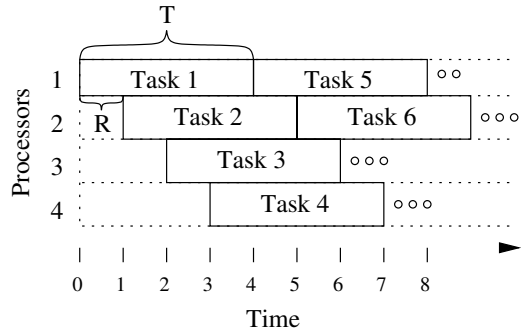 T
1 Task 1 Task 5
R
2 Task 2 Task 6
3 Task 3
4 Task 4
Processors
0 1 2 3 4 5 6 7 8
Time